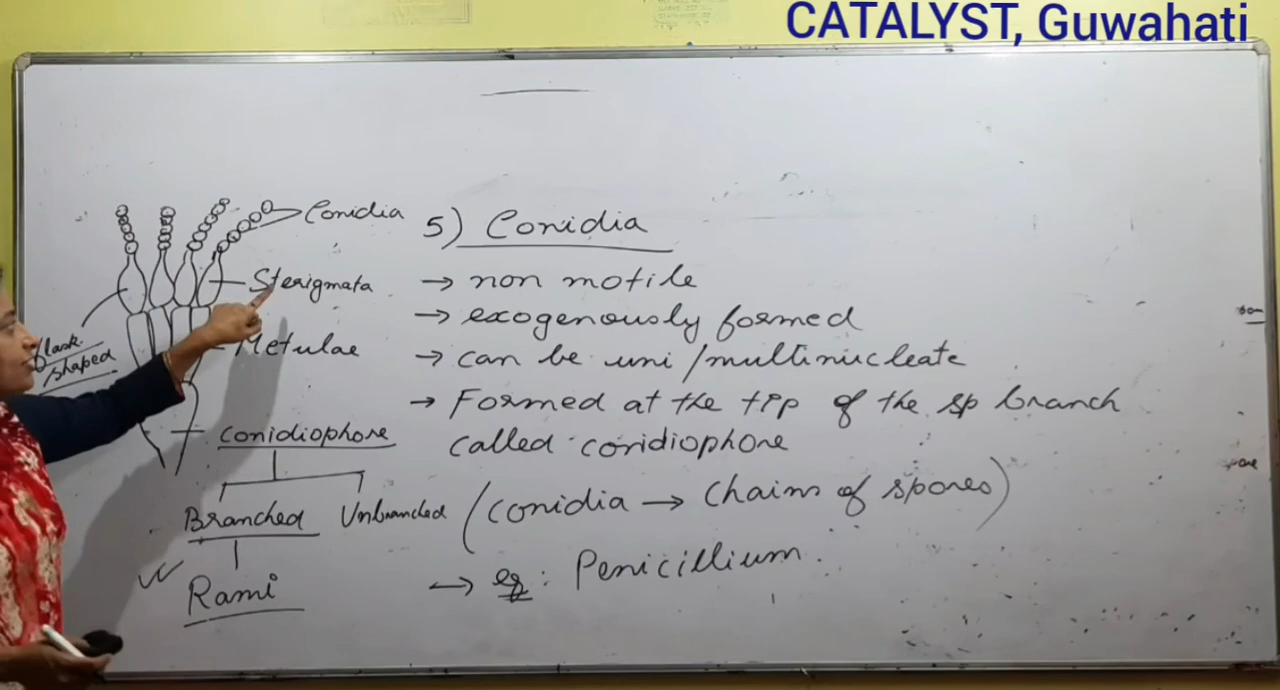 CATALYST, Guwahati
Conidia
Sterigmata
Metulae
Flask
shaped
conidiophore
Branched
Unbranched
Rami
5) Conidia
→ non motile
→ exogenously formed
→ can be uni/multinucleate
→ Formed at the tip of the sp branch
called conidiophore
(conidia → Chains of spores)
→ eg: Penicillium.